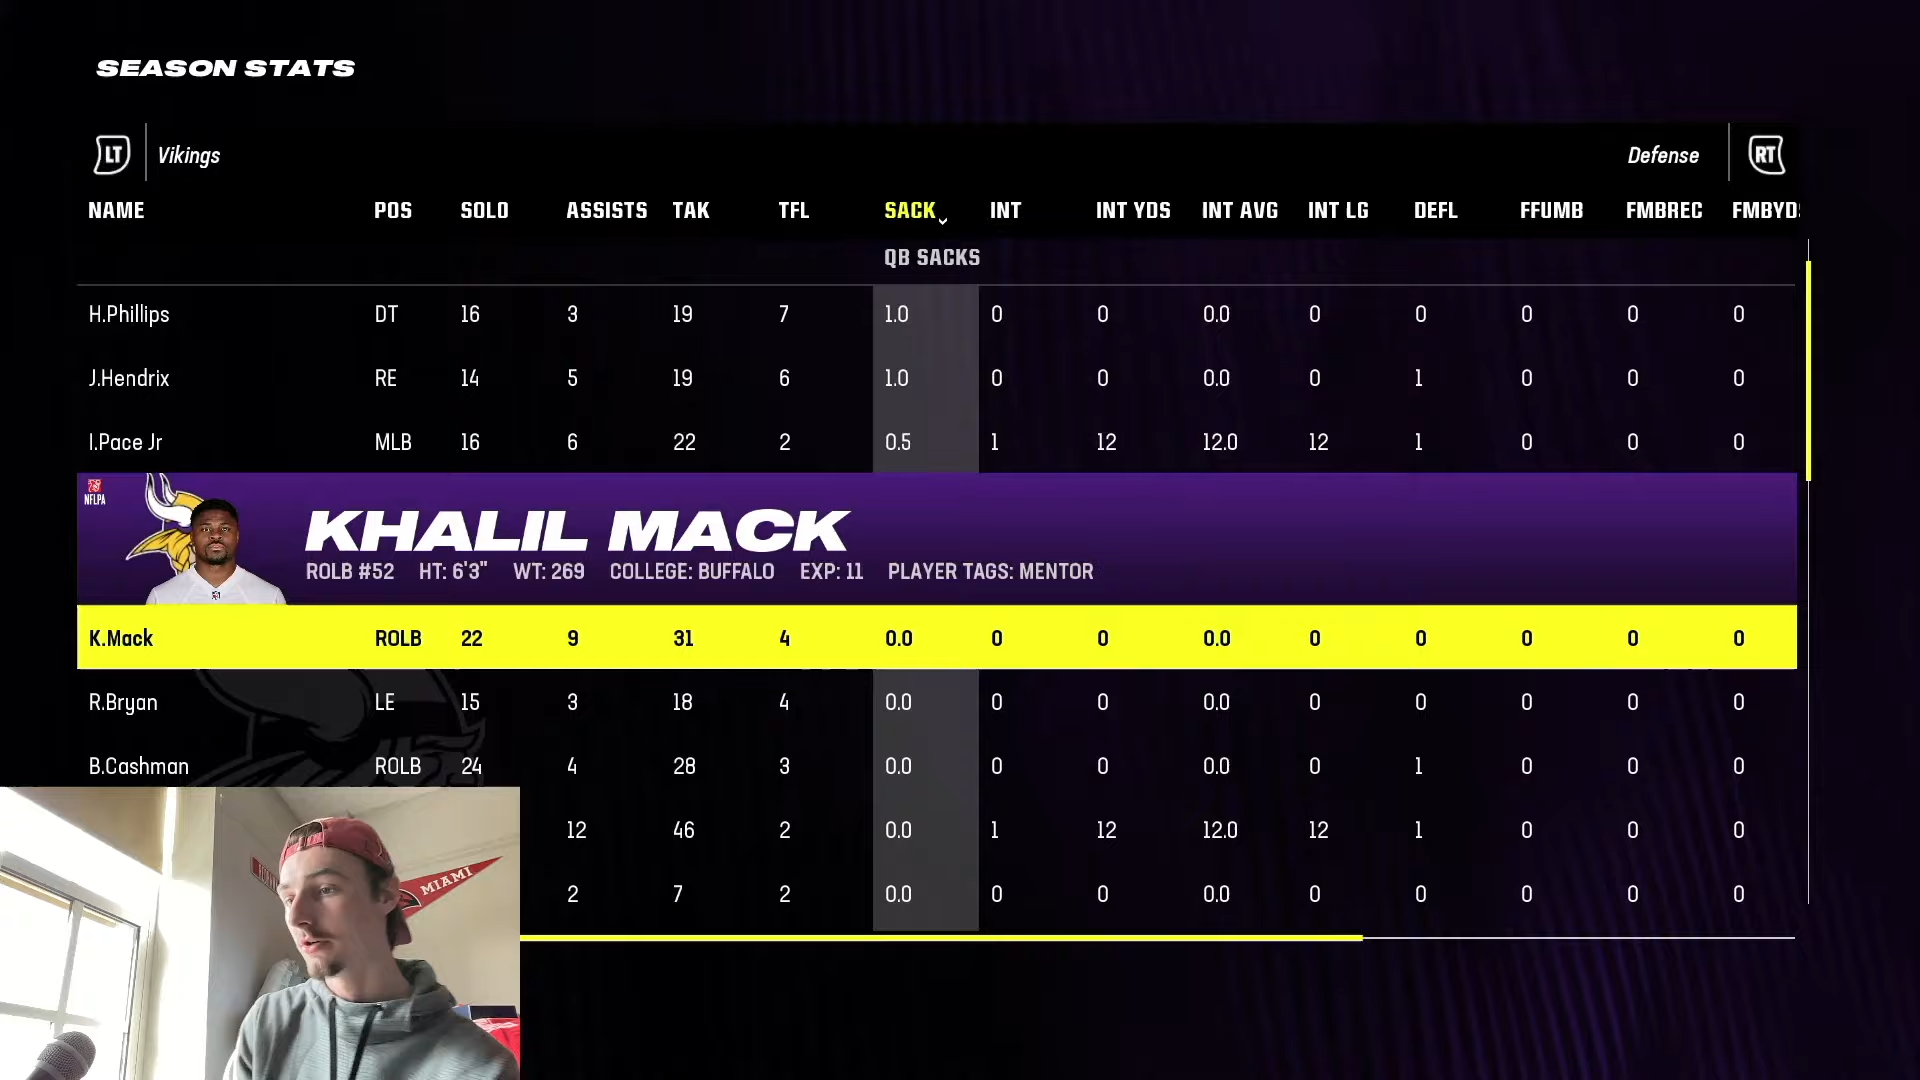 SEASON STATS
LT Vikings Defense RT
NAME POS SOLO ASSISTS TAK TFL SACK INT INT YDS INT AVG INT LG DEFL FFUMB FMBREC FMBYD
QB SACKS
H.Phillips DT 16 3 19 7 1.0 0 0 0.0 0 0 0 0 0
J.Hendrix RE 14 5 19 6 1.0 0 0 0.0 0 1 0 0 0
I.Pace Jr MLB 16 6 22 2 0.5 1 12 12.0 12 1 0 0 0
NFLPA
KHALIL MACK
ROLB #52 HT: 6'3" WT: 269 COLLEGE: BUFFALO EXP: 11 PLAYER TAGS: MENTOR
K.Mack ROLB 22 9 31 4 0.0 0 0 0.0 0 0 0 0 0
R.Bryan LE 15 3 18 4 0.0 0 0 0.0 0 0 0 0 0
B.Cashman ROLB 24 4 28 3 0.0 0 0 0.0 0 1 0 0 0
12 46 2 0.0 1 12 12.0 12 1 0 0 0
2 7 2 0.0 0 0 0.0 0 0 0 0 0
MIAMI